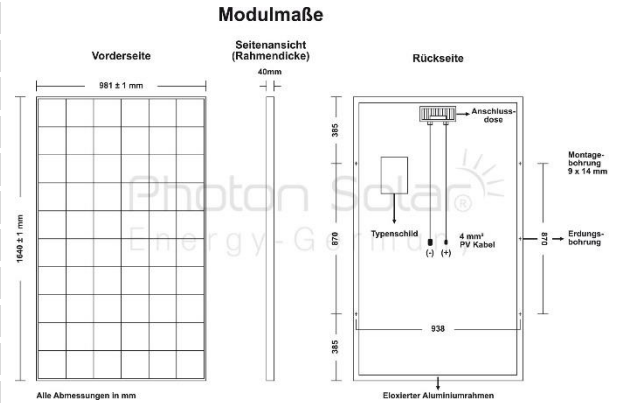 Modulmaße
Vorderseite
Seitenansicht
(Rahmendicke)
Rückseite
981 ± 1 mm
40mm
1640 ± 1 mm
385
870
385
Anschluss-
dose
Typenschild
4 mm²
PV Kabel
(-) (+)
938
Montage-
bohrung
9 x 14 mm
870
Erdungs-
bohrung
Photon Solar®
Energy-Germany
Alle Abmessungen in mm
Eloxierter Aluminiumrahmen